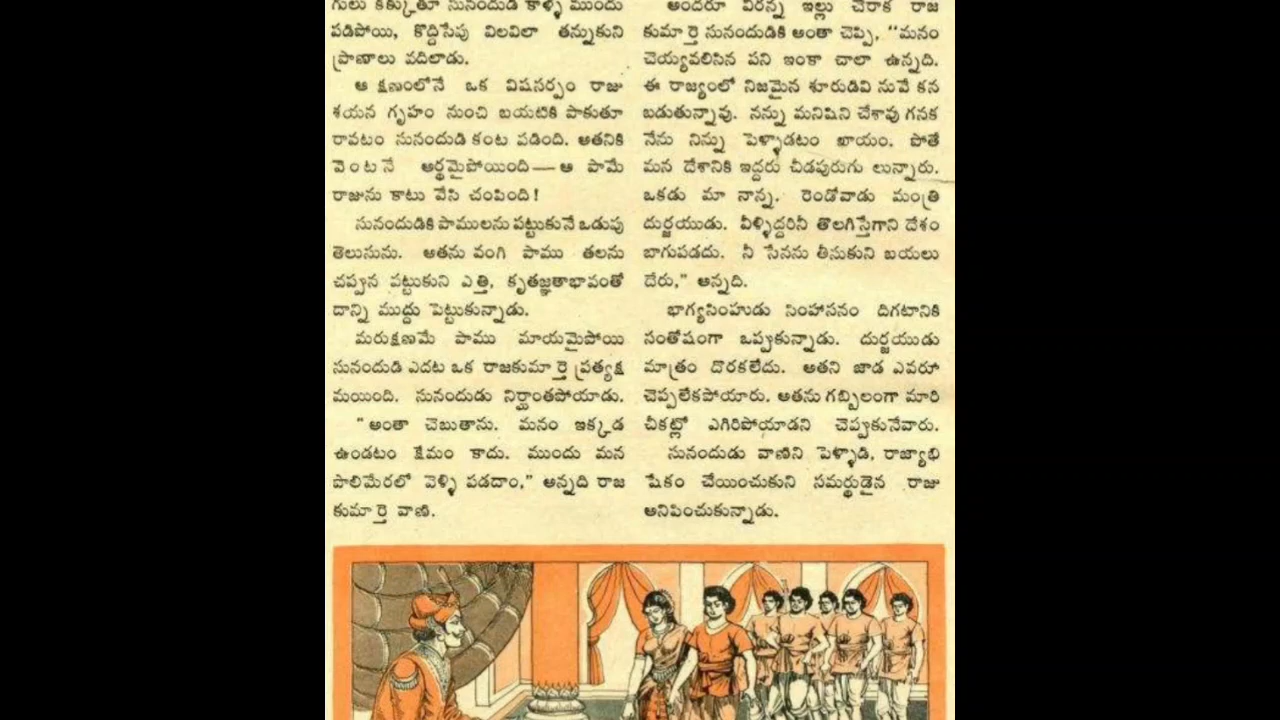 గులు కక్కుతూ సునందుడి కాళ్ళ ముందు
పడిపోయి, కొద్దిసేపు విలవిలా తన్నుకుని
ప్రాణాలు వదిలాడు.
ఆ క్షణంలోనే ఒక విషసర్పం రాజు
శయన గృహం నుంచి బయటికి పాకుతూ
రావటం సునందుడి కంట పడింది. అతనికి
వెంటనే అర్థమైపోయింది—ఆ పామే
రాజును కాటు వేసి చంపింది!
సునందుడికి పాములను పట్టుకునే ఒడుపు
తెలుసును. అతను వంగి పాము తలను
చప్పున పట్టుకుని ఎత్తి, కృతజ్ఞతాభావంతో
దాన్ని ముద్దు పెట్టుకున్నాడు.
మరుక్షణమే పాము మాయమైపోయి
సునందుడి ఎదట ఒక రాజకుమార్తె ప్రత్యక్ష
మయింది. సునందుడు నిర్ఘాంతపోయాడు.
"అంతా చెబుతాను. మనం ఇక్కడ
ఉండటం క్షేమం కాదు. ముందు మన
పొలిమేరలో వెళ్ళి పడదాం," అన్నది రాజ
కుమార్తె వాణి.
అందరూ వీరన్న ఇల్లు చేరాక రాజ
కుమార్తె సునందుడికి అంతా చెప్పి, "మనం
చెయ్యవలిసిన పని ఇంకా చాలా ఉన్నది.
ఈ రాజ్యంలో నిజమైన శూరుడివి నువే కన
బడుతున్నావు. నన్ను మనిషిని చేశావు గనక
నేను నిన్ను పెళ్ళాడటం ఖాయం. పోతే
మన దేశానికి ఇద్దరు చీడపురుగు లున్నారు.
ఒకడు మా నాన్న. రెండోవాడు మంత్రి
దుర్జయుడు. వీళ్ళిద్దరినీ తొలగిస్తేగాని దేశం
బాగుపడదు. నీ సేనను తీసుకుని బయలు
దేరు," అన్నది.
భాగ్యసింహుడు సింహాసనం దిగటానికి
సంతోషంగా ఒప్పుకున్నాడు. దుర్జయుడు
మాత్రం దొరకలేదు. అతని జాడ ఎవరూ
చెప్పలేకపోయారు. అతను గబ్బిలంగా మారి
చీకట్లో ఎగిరిపోయాడని చెప్పుకునేవారు.
సునందుడు వాణిని పెళ్ళాడి, రాజ్యాభి
షేకం చేయించుకుని సమర్థుడైన రాజు
అనిపించుకున్నాడు.